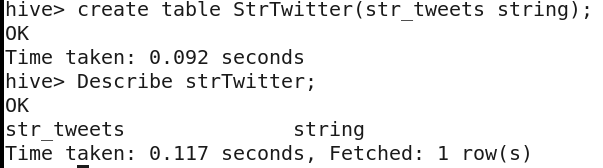 hive> create table StrTwitter(str_tweets string);
OK
Time taken: 0.092 seconds
hive> Describe strTwitter;
OK
str_tweets              string
Time taken: 0.117 seconds, Fetched: 1 row(s)